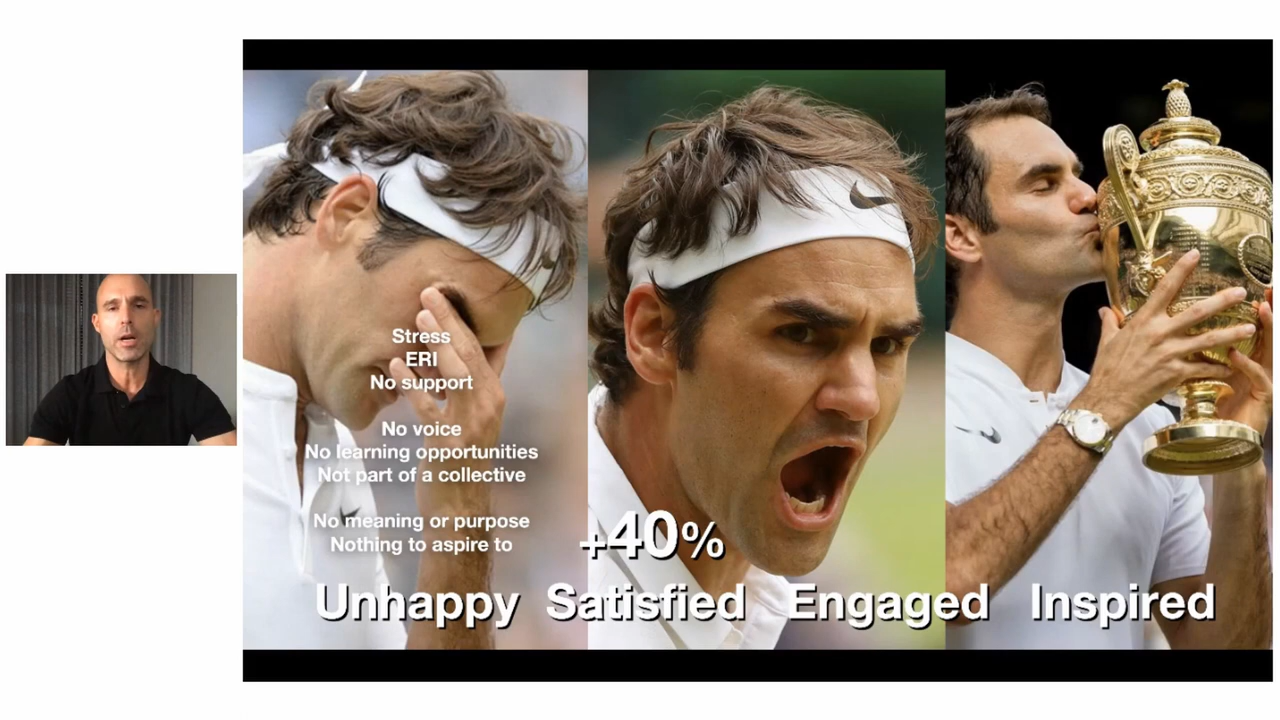 Stress
ERI
No support
No voice
No learning opportunities
Not part of a collective
No meaning or purpose
Nothing to aspire to
+40%
Unhappy Satisfied Engaged Inspired